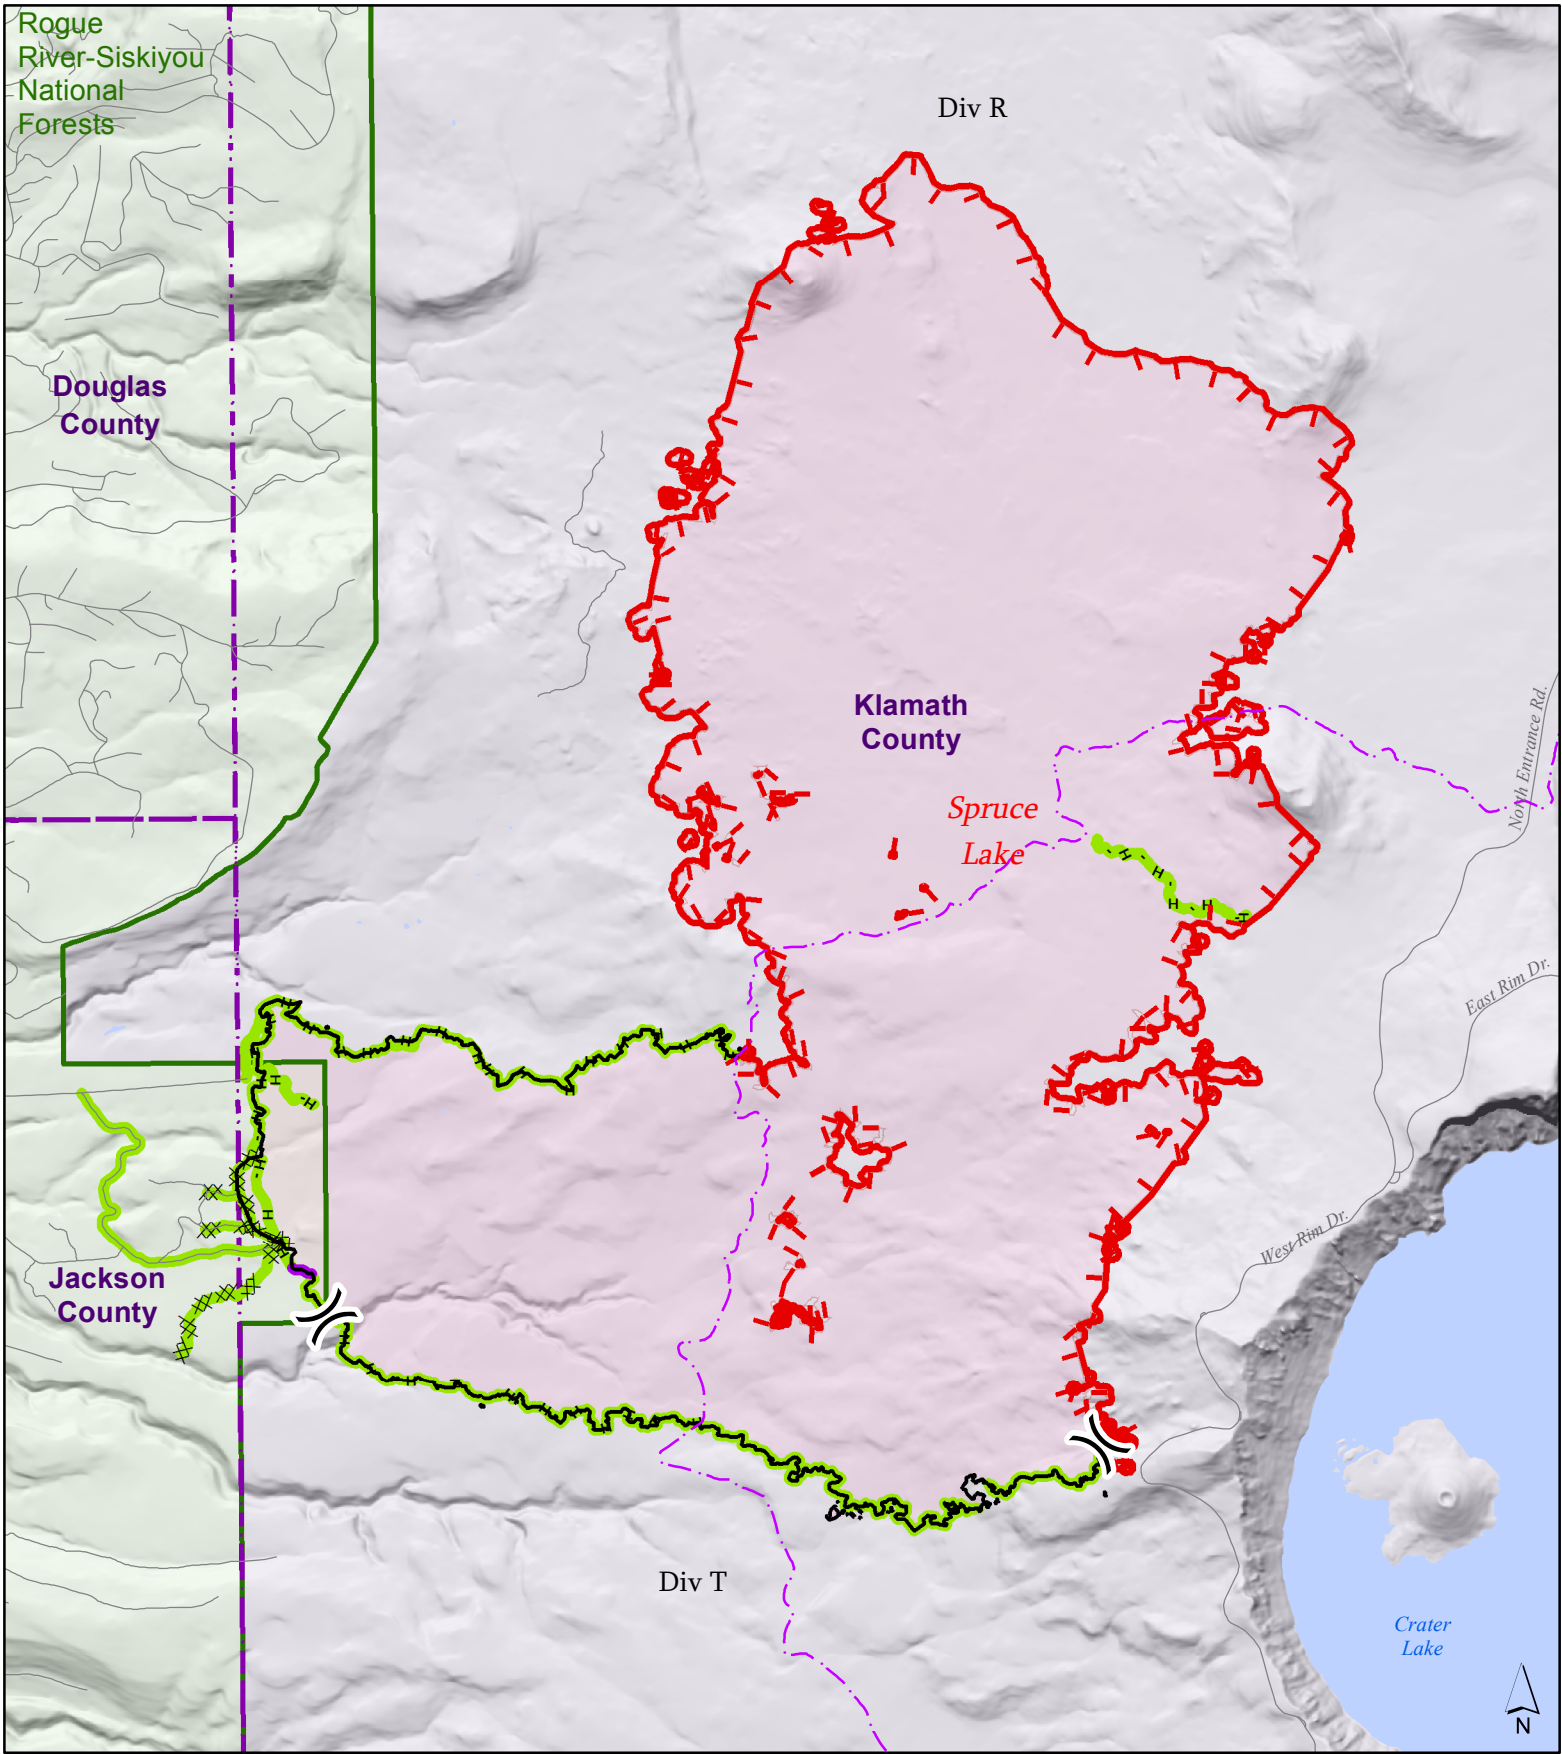 Rogue
River-Siskiyou
National
Forests
Div R
Douglas
County
Klamath
County
Spruce
Lake
North Entrance Rd.
East Rim Dr.
West Rim Dr.
Jackson
County
Div T
Crater
Lake
N
H
H
H
H
H
H
H
H
H
H